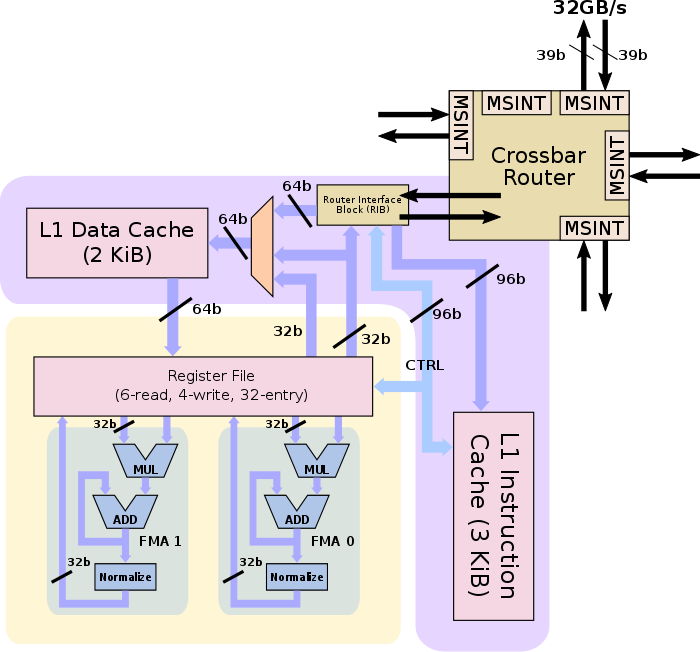 32GB/s
39b
39b
MSINT
MSINT
MSINT
MSINT
Crossbar
Router
MSINT
64b
Router Interface
Block (RIB)
64b
L1 Data Cache
(2 KiB)
96b
64b
96b
32b
32b
CTRL
Register File
(6-read, 4-write, 32-entry)
32b
32b
MUL
MUL
ADD
ADD
FMA 1
FMA 0
32b
32b
Normalize
Normalize
L1 Instruction
Cache (3 KiB)